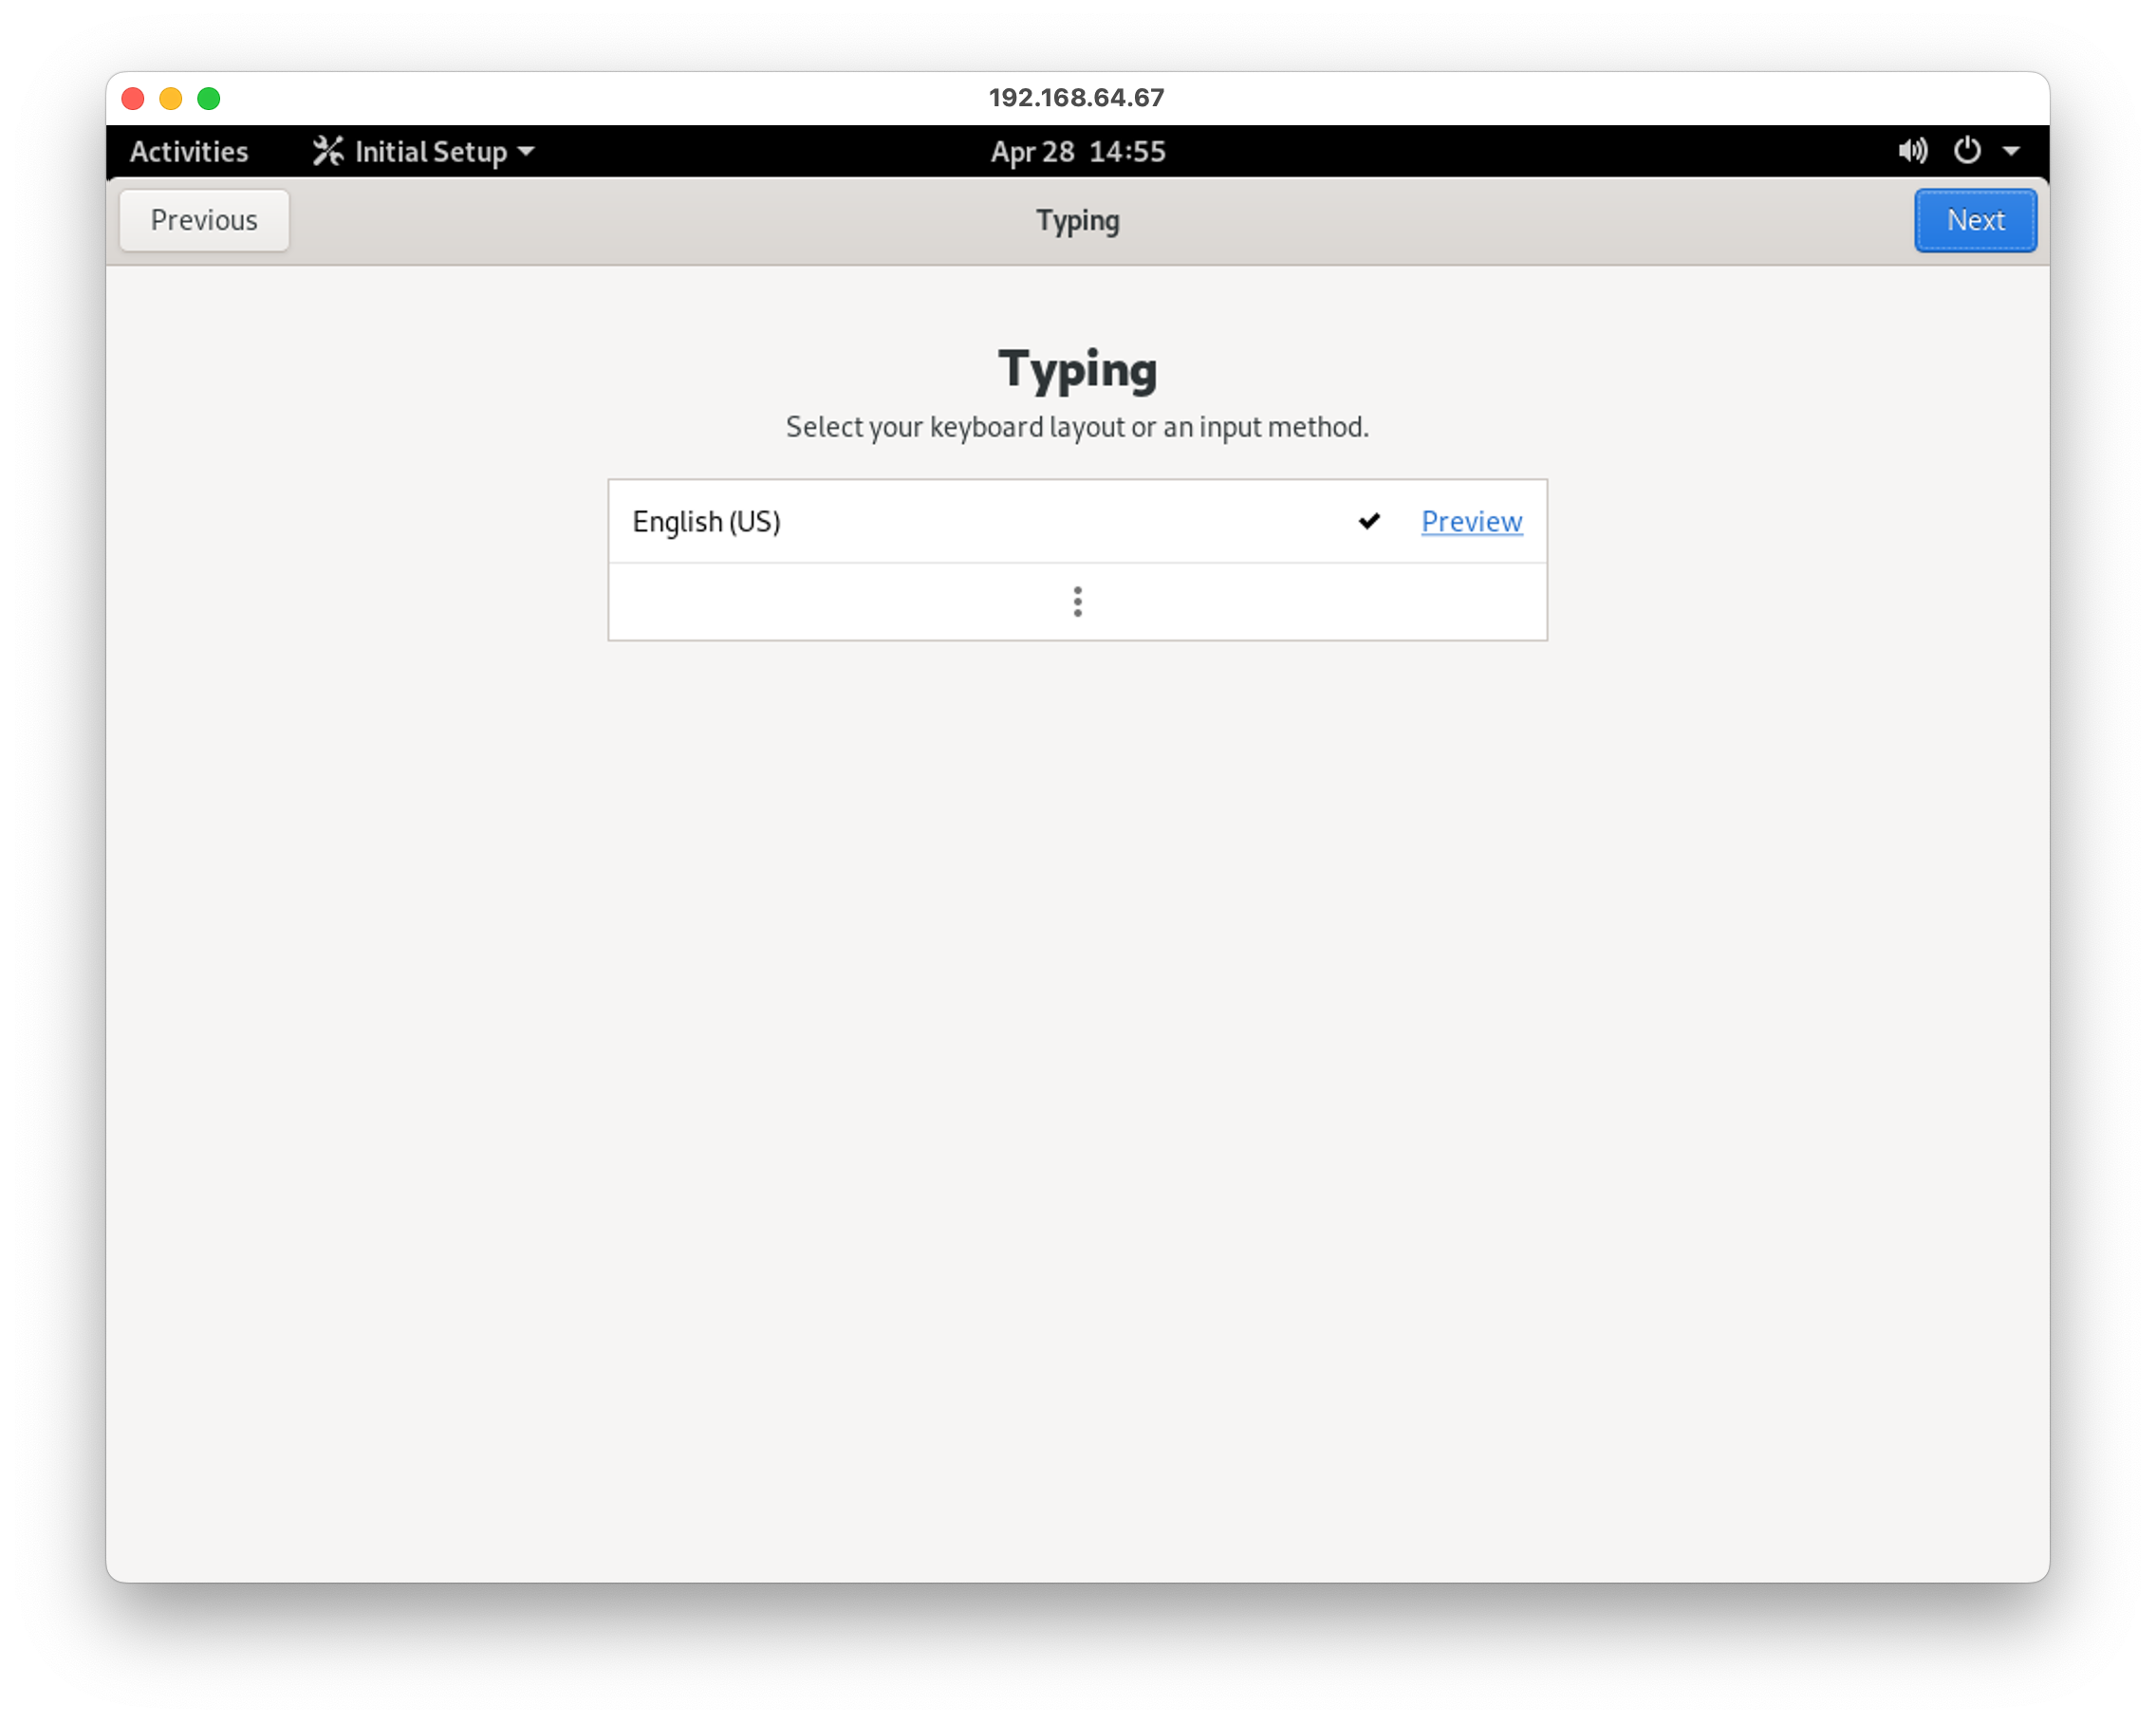 192.168.64.67
Activities Initial Setup Apr 28 14:55
Previous Typing Next
Typing
Select your keyboard layout or an input method.
English (US) Preview